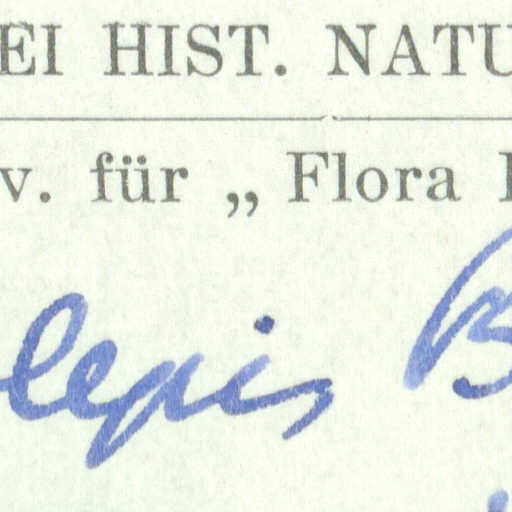 EI HIST. NATU
v. für „ Flora
lepis B